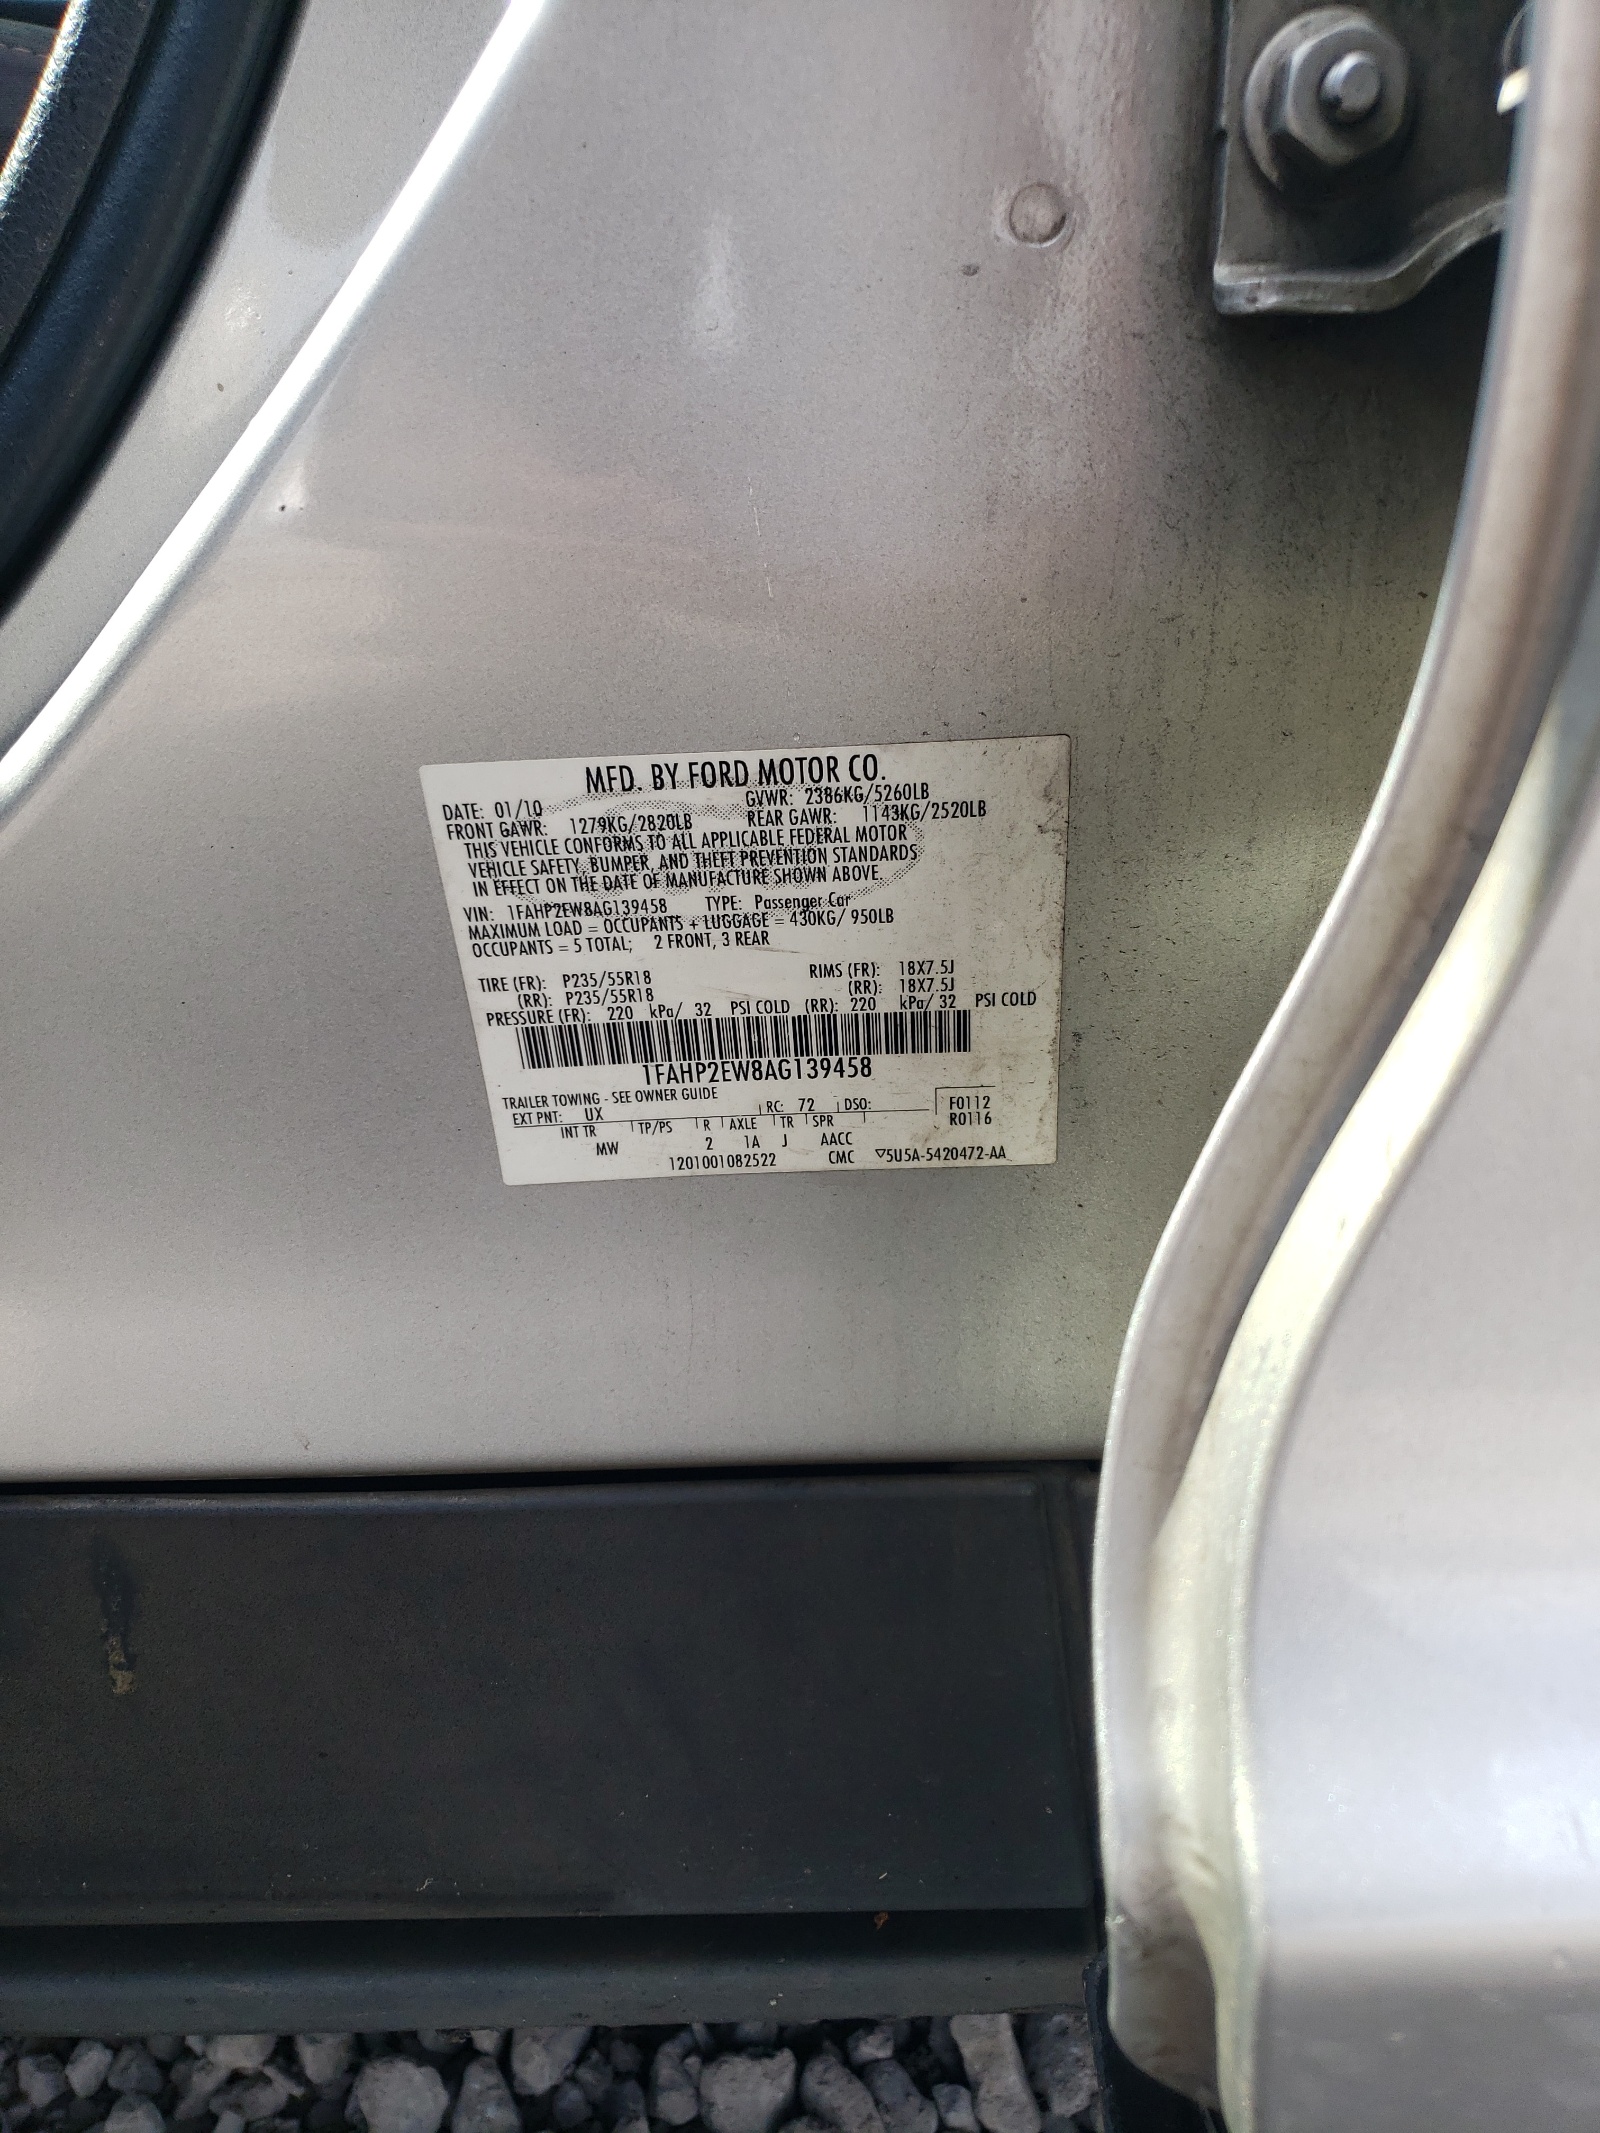 MFD. BY FORD MOTOR CO.
DATE: 01/10 GVWR: 2386KG/5260LB
FRONT GAWR: 1279KG/2820LB REAR GAWR: 1143KG/2520LB
THIS VEHICLE CONFORMS TO ALL APPLICABLE FEDERAL MOTOR
VEHICLE SAFETY, BUMPER, AND THEFT PREVENTION STANDARDS
IN EFFECT ON THE DATE OF MANUFACTURE SHOWN ABOVE.
VIN: 1FAHP2EW8AG139458 TYPE: Passenger Car
MAXIMUM LOAD = OCCUPANTS + LUGGAGE = 430KG/ 950LB
OCCUPANTS = 5 TOTAL; 2 FRONT, 3 REAR
TIRE (FR): P235/55R18 RIMS (FR): 18X7.5J
(RR): P235/55R18 (RR): 18X7.5J
PRESSURE (FR): 220 kPa/ 32 PSI COLD (RR): 220 kPa/ 32 PSI COLD
1FAHP2EW8AG139458
TRAILER TOWING - SEE OWNER GUIDE
EXT PNT: UX RC: 72 DSO: F0112
INT TR TP/PS R AXLE TR SPR R0116
MW 2 1A J AACC
1201001082522 CMC ▽5U5A-5420472-AA